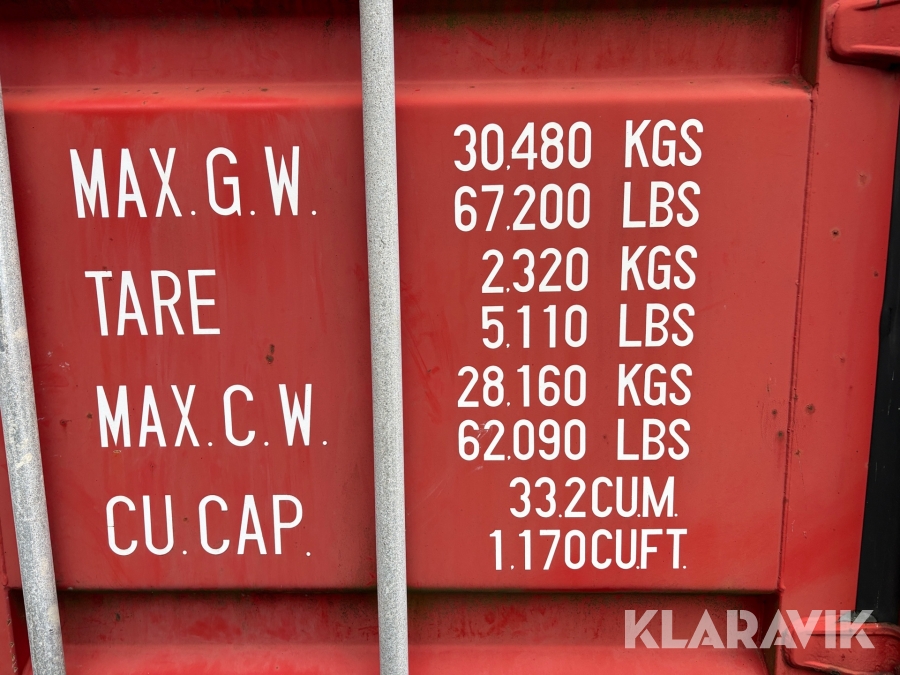 MAX.G.W. 30,480 KGS
67,200 LBS
TARE 2,320 KGS
5,110 LBS
MAX.C.W. 28,160 KGS
62,090 LBS
CU.CAP. 33.2CU.M.
1,170CU.FT.
KLARAVIK